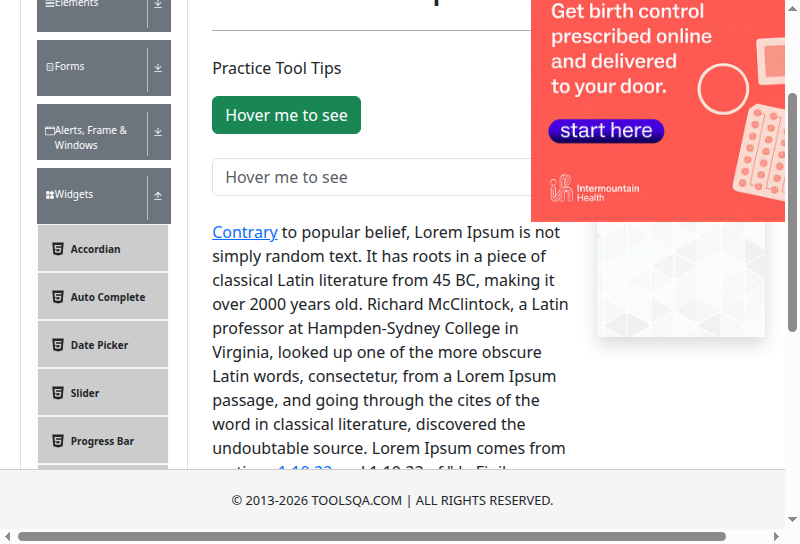 Elements
Forms
Alerts, Frame &
Windows
Widgets
Accordian
Auto Complete
Date Picker
Slider
Progress Bar
Practice Tool Tips
Hover me to see
Hover me to see
Contrary to popular belief, Lorem Ipsum is not
simply random text. It has roots in a piece of
classical Latin literature from 45 BC, making it
over 2000 years old. Richard McClintock, a Latin
professor at Hampden-Sydney College in
Virginia, looked up one of the more obscure
Latin words, consectetur, from a Lorem Ipsum
passage, and going through the cites of the
word in classical literature, discovered the
undoubtable source. Lorem Ipsum comes from
Get birth control
prescribed online
and delivered
to your door.
start here
Intermountain
Health
© 2013-2026 TOOLSQA.COM | ALL RIGHTS RESERVED.